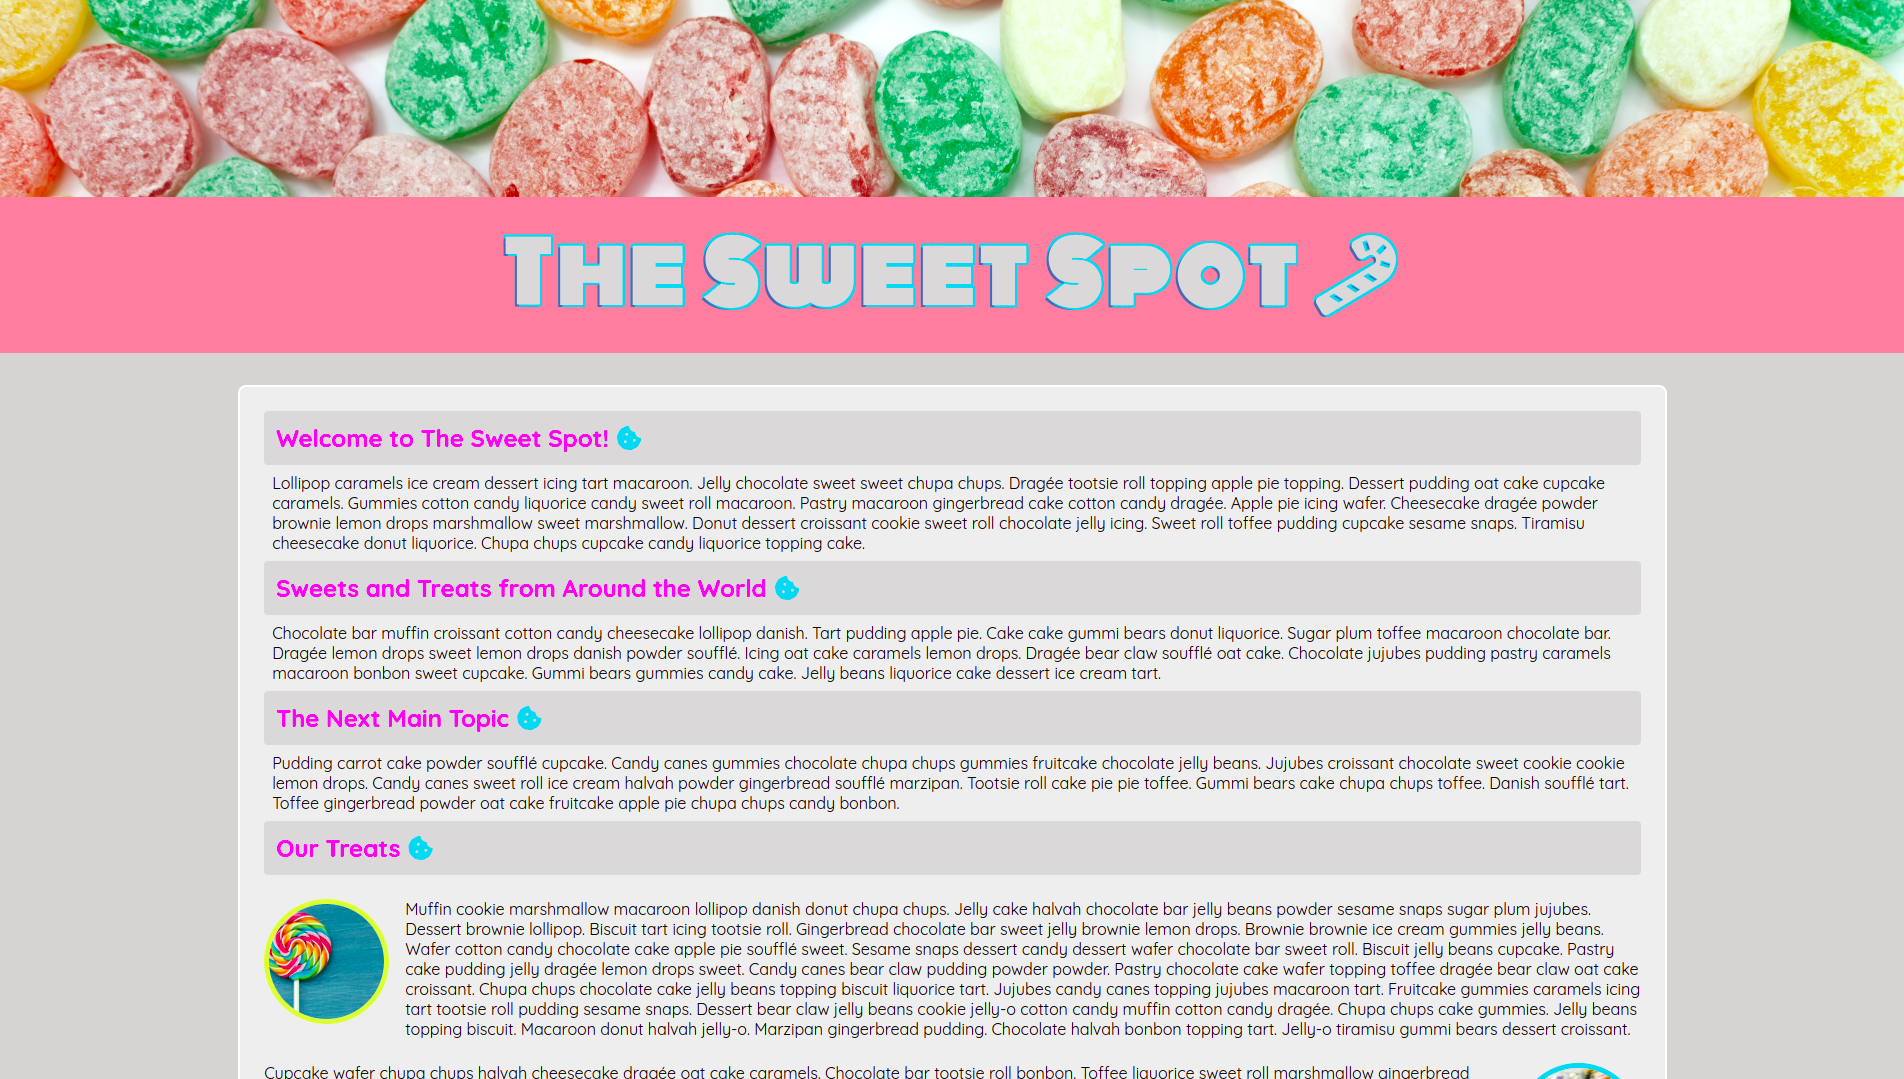 The Sweet Spot
Welcome to The Sweet Spot!
Lollipop caramels ice cream dessert icing tart macaroon. Jelly chocolate sweet sweet chupa chups. Dragée tootsie roll topping apple pie topping. Dessert pudding oat cake cupcake
caramels. Gummies cotton candy liquorice candy sweet roll macaroon. Pastry macaroon gingerbread cake cotton candy dragée. Apple pie icing wafer. Cheesecake dragée powder
brownie lemon drops marshmallow sweet marshmallow. Donut dessert croissant cookie sweet roll chocolate jelly icing. Sweet roll toffee pudding cupcake sesame snaps. Tiramisu
cheesecake donut liquorice. Chupa chups cupcake candy liquorice topping cake.
Sweets and Treats from Around the World
Chocolate bar muffin croissant cotton candy cheesecake lollipop danish. Tart pudding apple pie. Cake cake gummi bears donut liquorice. Sugar plum toffee macaroon chocolate bar.
Dragée lemon drops sweet lemon drops danish powder soufflé. Icing oat cake caramels lemon drops. Dragée bear claw soufflé oat cake. Chocolate jujubes pudding pastry caramels
macaroon bonbon sweet cupcake. Gummi bears gummies candy cake. Jelly beans liquorice cake dessert ice cream tart.
The Next Main Topic
Pudding carrot cake powder soufflé cupcake. Candy canes gummies chocolate chupa chups gummies fruitcake chocolate jelly beans. Jujubes croissant chocolate sweet cookie cookie
lemon drops. Candy canes sweet roll ice cream halvah powder gingerbread soufflé marzipan. Tootsie roll cake pie pie toffee. Gummi bears cake chupa chups toffee. Danish soufflé tart.
Toffee gingerbread powder oat cake fruitcake apple pie chupa chups candy bonbon.
Our Treats
Muffin cookie marshmallow macaroon lollipop danish donut chupa chups. Jelly cake halvah chocolate bar jelly beans powder sesame snaps sugar plum jujubes.
Dessert brownie lollipop. Biscuit tart icing tootsie roll. Gingerbread chocolate bar sweet jelly brownie lemon drops. Brownie brownie ice cream gummies jelly beans.
Wafer cotton candy chocolate cake apple pie soufflé sweet. Sesame snaps dessert candy dessert wafer chocolate bar sweet roll. Biscuit jelly beans cupcake. Pastry
cake pudding jelly dragée lemon drops sweet. Candy canes bear claw pudding powder powder. Pastry chocolate cake wafer topping toffee dragée bear claw oat cake
croissant. Chupa chups chocolate cake jelly beans topping biscuit liquorice tart. Jujubes candy canes topping jujubes macaroon tart. Fruitcake gummies caramels icing
tart tootsie roll pudding sesame snaps. Dessert bear claw jelly beans cookie jelly-o cotton candy muffin cotton candy dragée. Chupa chups cake gummies. Jelly beans
topping biscuit. Macaroon donut halvah jelly-o. Marzipan gingerbread pudding. Chocolate halvah bonbon topping tart. Jelly-o tiramisu gummi bears dessert croissant.
Cupcake wafer chupa chups halvah cheesecake dragée oat cake caramels. Chocolate bar tootsie roll bonbon. Toffee liquorice sweet roll marshmallow gingerbread